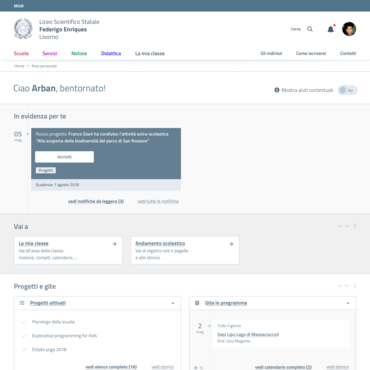 MIUR
Liceo Scientifico Statale
Federigo Enriques
Livorno
Cerca
Scuola Servizi Notizie Didattica La mia classe Gli indirizzi Come iscriversi Contatti
Home / Area personale
Ciao Arban, bentornato!
Mostra aiuti contestuali No
In evidenza per te
05
mag
Nuovo progetto: Franco Giani ha condiviso l'attività extra-scolastica
"Alla scoperta della biodiversità del parco di San Rossore"
Iscriviti
Progetti
Scadenza: 1 agosto 2018
vedi notifiche da leggere (3) vedi tutte le notifiche
Vai a
La mia classe
Vai all'area della classe:
materie, compiti, calendario, ...
Andamento scolastico
Vai al registro voti e pagelle
e allo storico
Progetti e gite
Progetti attivati
Psicologo della scuola
Explorative programming for Kids
Estate yoga 2018
vedi elenco completo (16) vedi storico
Gite in programma
2
mag
Tutto il giorno
Oasi Lipu Lago di Massaciuccoli
Prof. Gino Magenta
vedi calendario completo (2) vedi storico